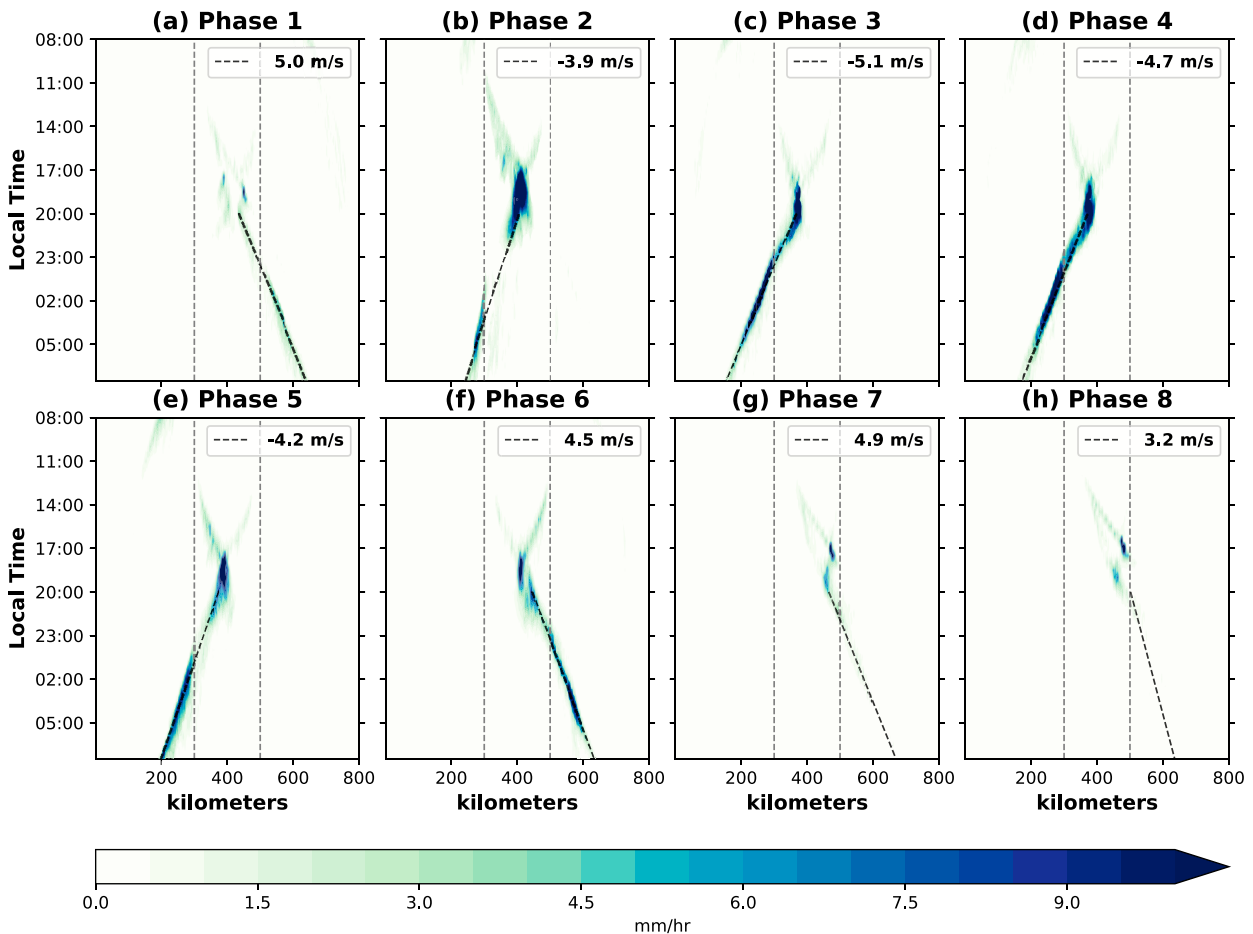 (a) Phase 1 (b) Phase 2 (c) Phase 3 (d) Phase 4
5.0 m/s -3.9 m/s -5.1 m/s -4.7 m/s
Local Time
08:00
11:00
14:00
17:00
20:00
23:00
02:00
05:00
(e) Phase 5 (f) Phase 6 (g) Phase 7 (h) Phase 8
-4.2 m/s 4.5 m/s 4.9 m/s 3.2 m/s
Local Time
08:00
11:00
14:00
17:00
20:00
23:00
02:00
05:00
200 400 600 800 200 400 600 800 200 400 600 800 200 400 600 800
kilometers kilometers kilometers kilometers
0.0 1.5 3.0 4.5 6.0 7.5 9.0
mm/hr